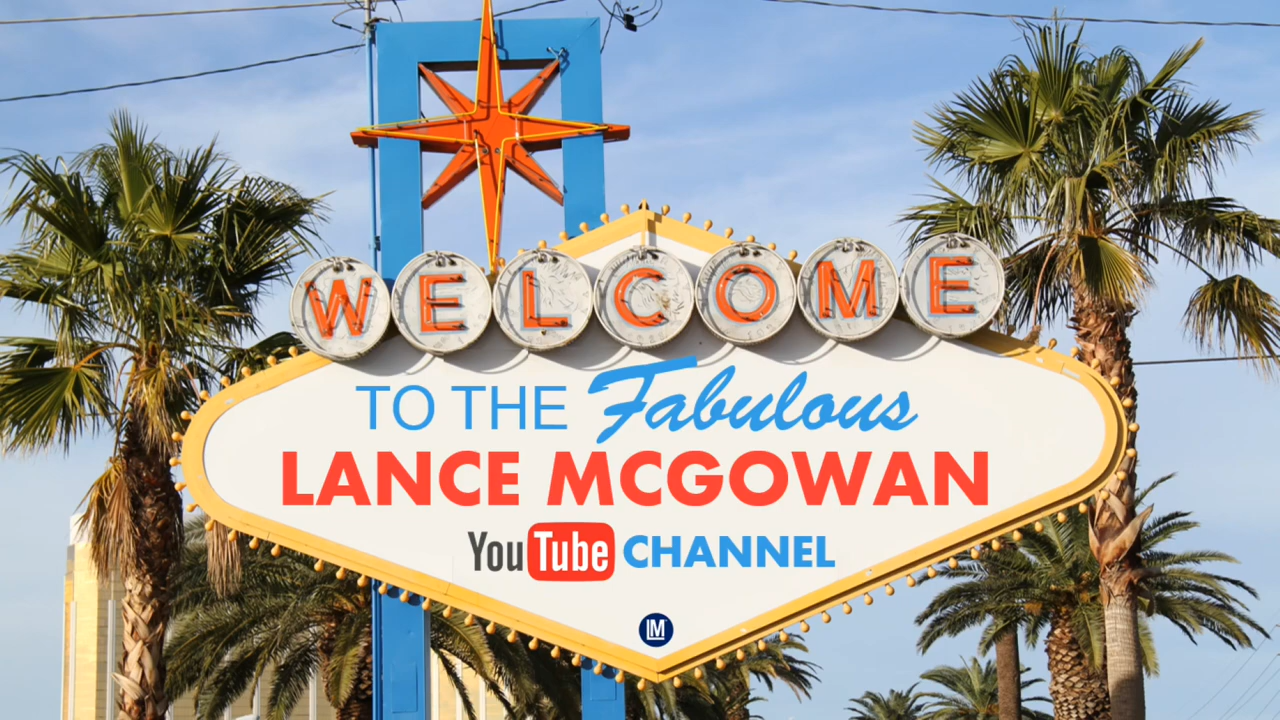 WELCOME
TO THE Fabulous
LANCE MCGOWAN
YouTube CHANNEL
LM